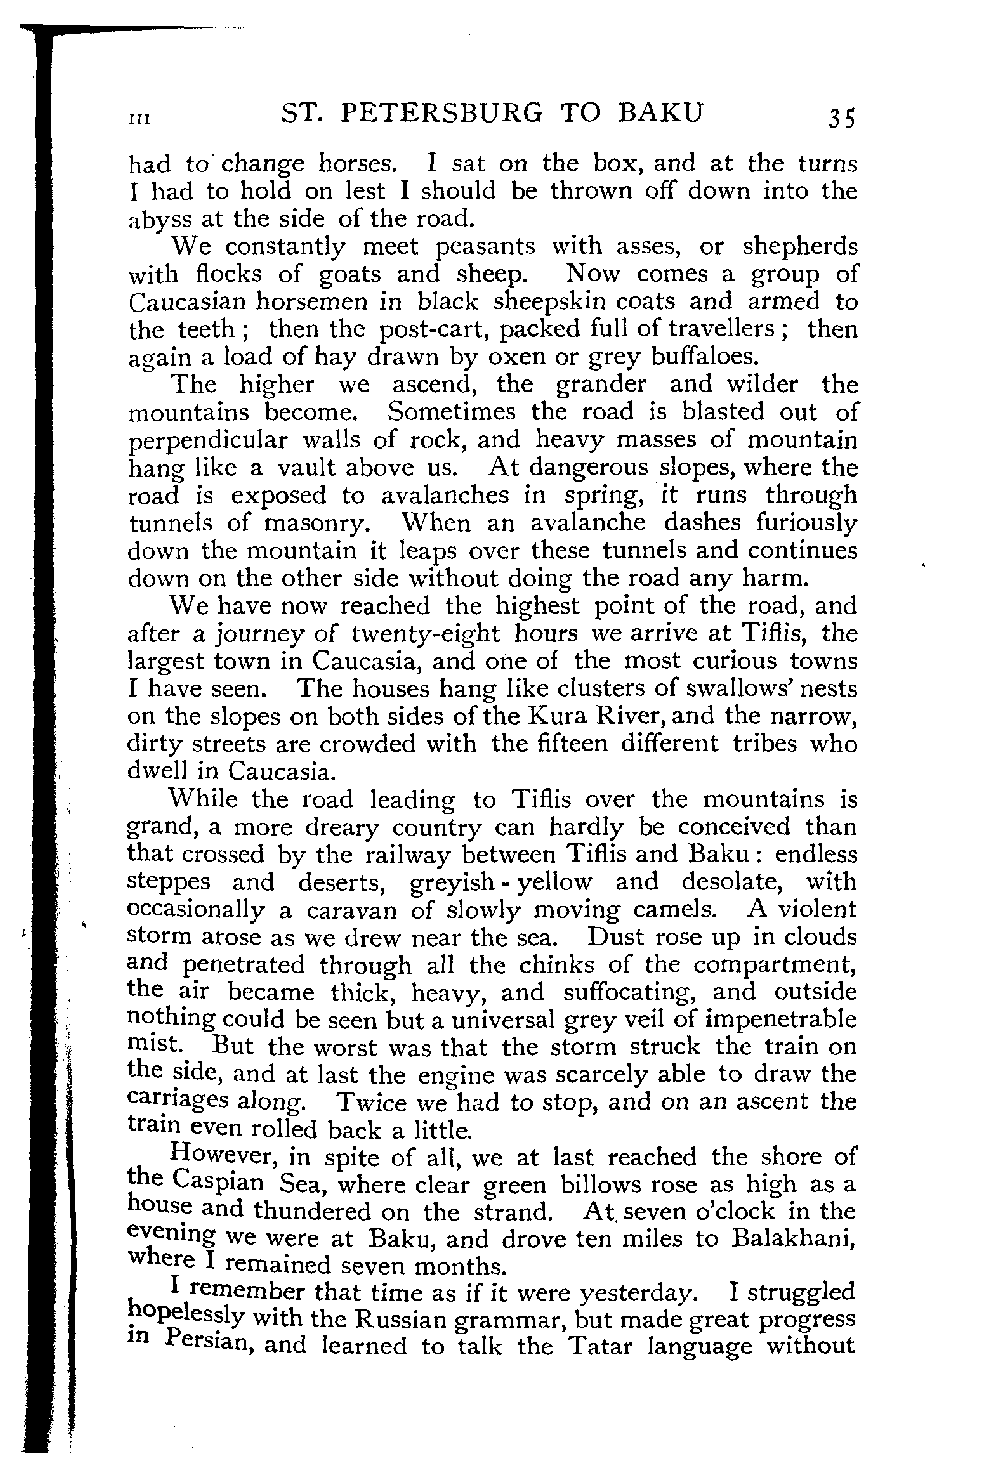 III ST. PETERSBURG TO BAKU 35
had to change horses. I sat on the box, and at the turns
I had to hold on lest I should be thrown off down into the
abyss at the side of the road.
We constantly meet peasants with asses, or shepherds
with flocks of goats and sheep. Now comes a group of
Caucasian horsemen in black sheepskin coats and armed to
the teeth; then the post-cart, packed full of travellers; then
again a load of hay drawn by oxen or grey buffaloes.
The higher we ascend, the grander and wilder the
mountains become. Sometimes the road is blasted out of
perpendicular walls of rock, and heavy masses of mountain
hang like a vault above us. At dangerous slopes, where the
road is exposed to avalanches in spring, it runs through
tunnels of masonry. When an avalanche dashes furiously
down the mountain it leaps over these tunnels and continues
down on the other side without doing the road any harm.
We have now reached the highest point of the road, and
after a journey of twenty-eight hours we arrive at Tiflis, the
largest town in Caucasia, and one of the most curious towns
I have seen. The houses hang like clusters of swallows' nests
on the slopes on both sides of the Kura River, and the narrow,
dirty streets are crowded with the fifteen different tribes who
dwell in Caucasia.
While the road leading to Tiflis over the mountains is
grand, a more dreary country can hardly be conceived than
that crossed by the railway between Tiflis and Baku: endless
steppes and deserts, greyish-yellow and desolate, with
occasionally a caravan of slowly moving camels. A violent
storm arose as we drew near the sea. Dust rose up in clouds
and penetrated through all the chinks of the compartment,
the air became thick, heavy, and suffocating, and outside
nothing could be seen but a universal grey veil of impenetrable
mist. But the worst was that the storm struck the train on
the side, and at last the engine was scarcely able to draw the
carriages along. Twice we had to stop, and on an ascent the
train even rolled back a little.
However, in spite of all, we at last reached the shore of
the Caspian Sea, where clear green billows rose as high as a
house and thundered on the strand. At seven o'clock in the
evening we were at Baku, and drove ten miles to Balakhani,
where I remained seven months.
I remember that time as if it were yesterday. I struggled
hopelessly with the Russian grammar, but made great progress
in Persian, and learned to talk the Tatar language without